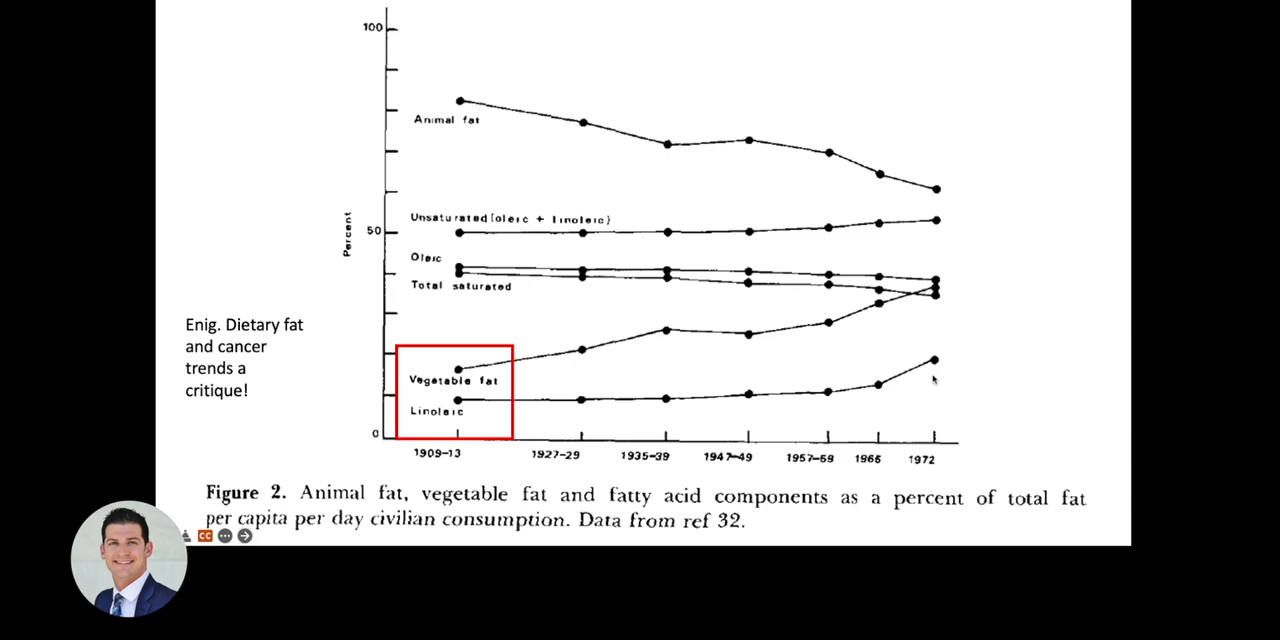 100
Animal fat
Unsaturated (oleic + linoleic)
Percent
50
Oleic
Total saturated
Enig. Dietary fat
and cancer
trends a
critique!
Vegetable fat
Linoleic
0
1909-13 1927-29 1935-39 1947-49 1957-59 1966 1972
Figure 2. Animal fat, vegetable fat and fatty acid components as a percent of total fat
per capita per day civilian consumption. Data from ref 32.
CC